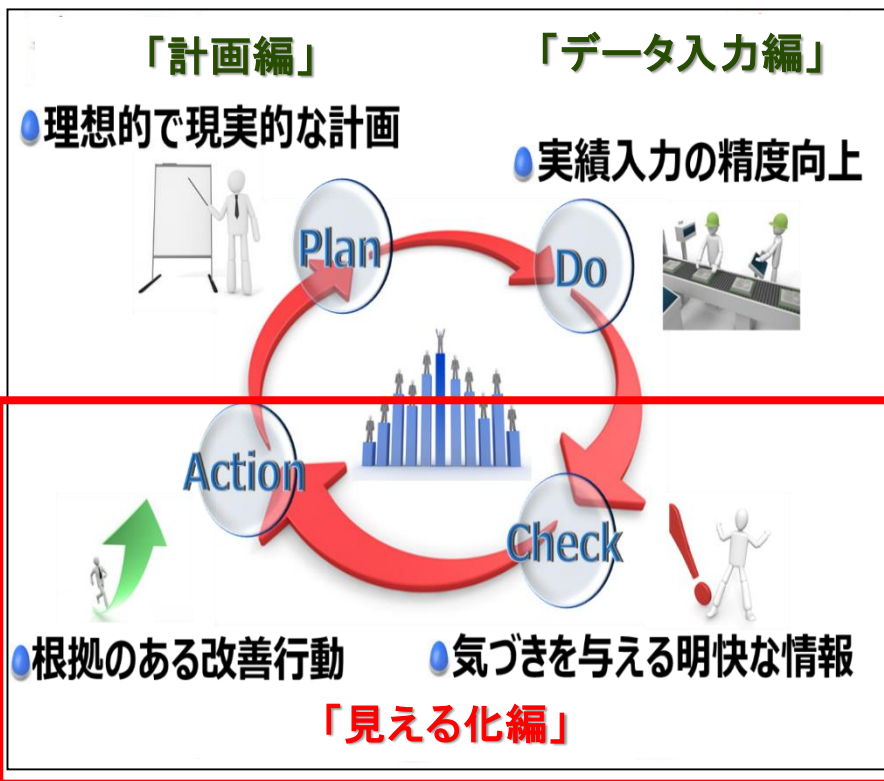 「計画編」
「データ入力編」
理想的で現実的な計画
実績入力の精度向上
Plan
Do
Action
Check
根拠のある改善行動
気づきを与える明快な情報
「見える化編」